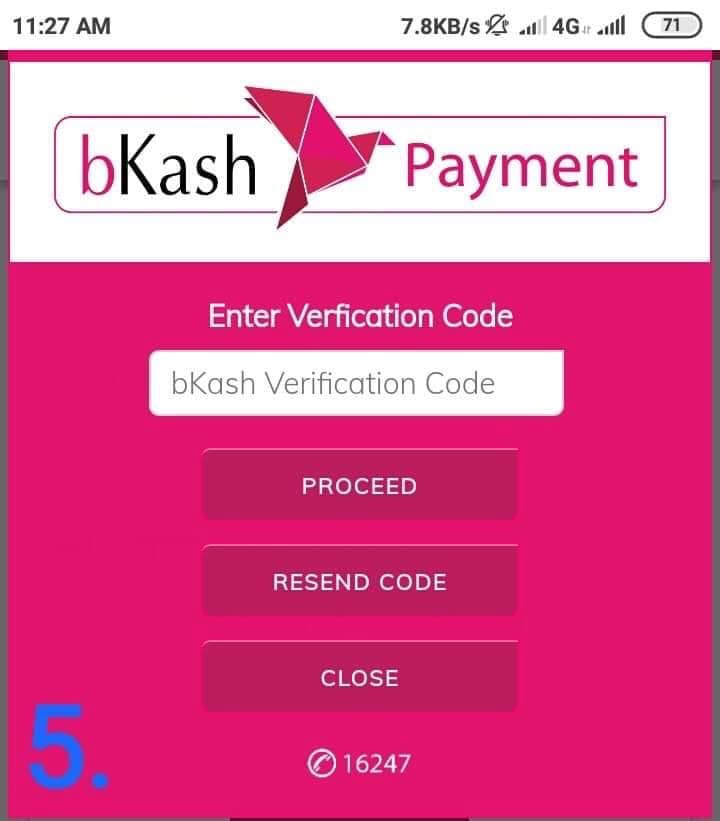 11:27 AM 7.8KB/s 4G 71
bKash Payment
Enter Verfication Code
bKash Verification Code
PROCEED
RESEND CODE
CLOSE
5. 16247